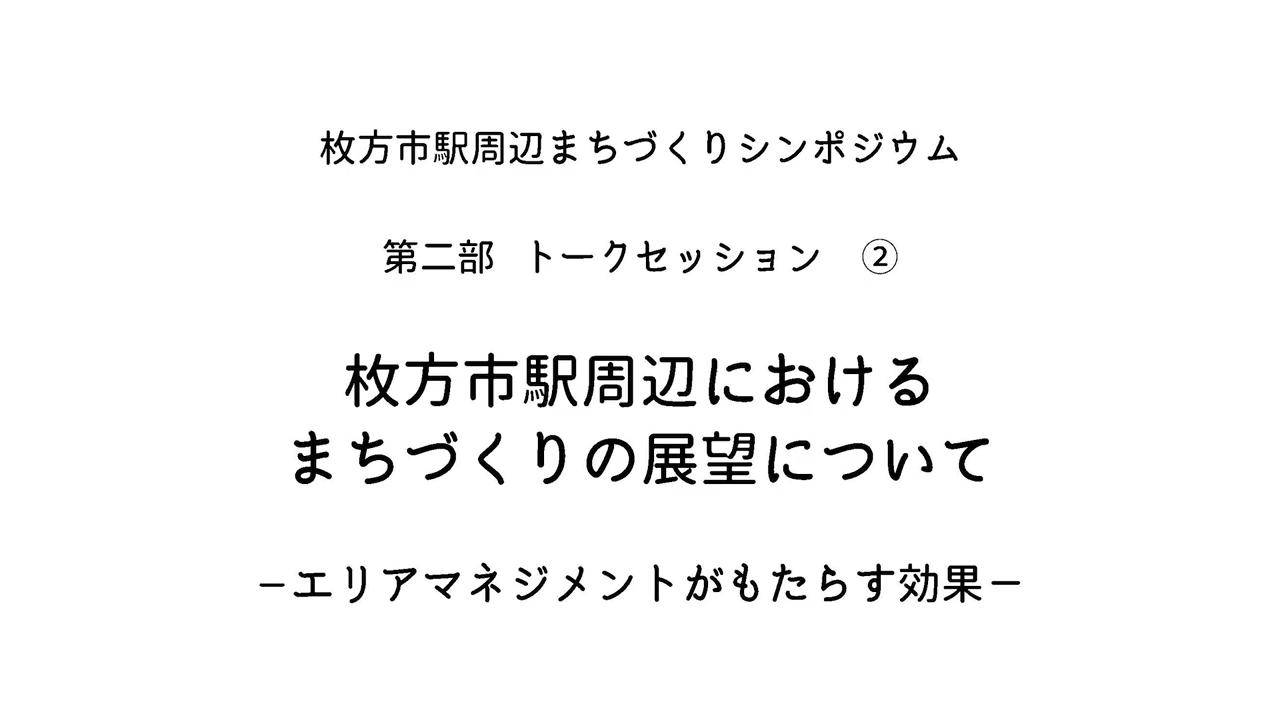 枚方市駅周辺まちづくりシンポジウム
第二部 トークセッション ②
枚方市駅周辺における
まちづくりの展望について
－エリアマネジメントがもたらす効果－